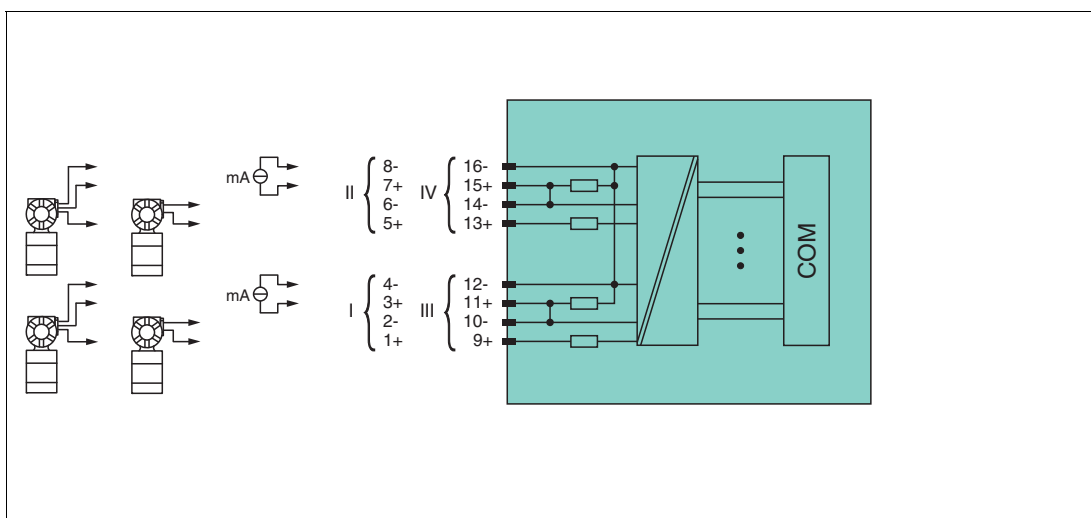 mA
II
8-
7+
6-
5+
IV
16-
15+
14-
13+
mA
I
4-
3+
2-
1+
III
12-
11+
10-
9+
COM